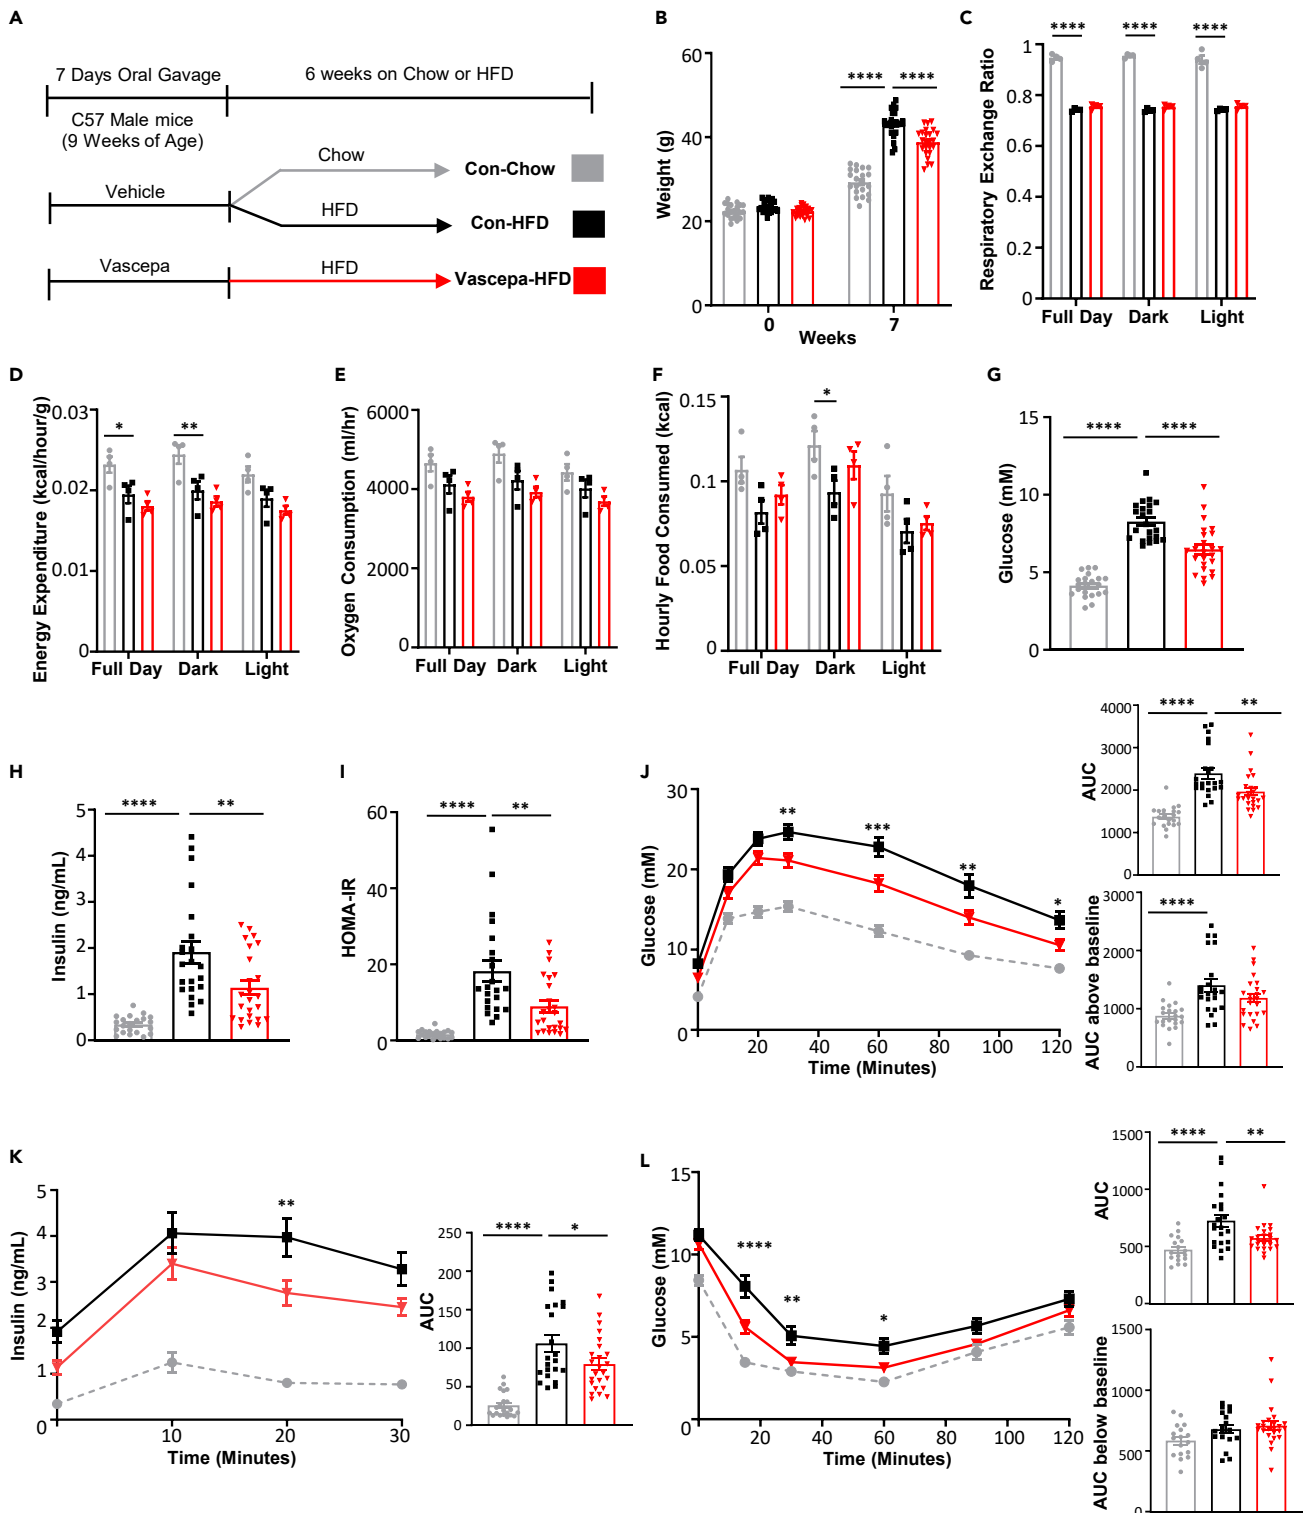 A
7 Days Oral Gavage
6 weeks on Chow or HFD
C57 Male mice
(9 Weeks of Age)
Chow
Con-Chow
Vehicle
HFD
Con-HFD
Vascepa
HFD
Vascepa-HFD
B
Weight (g)
60
40
20
0
**** ****
0 7
Weeks
C
Respiratory Exchange Ratio
1
0.8
0.6
0.4
0.2
0
**** **** ****
Full Day Dark Light
D
Energy Expenditure (kcal/hour/g)
0.03
0.02
0.01
0
* **
Full Day Dark Light
E
Oxygen Consumption (ml/hr)
6000
4000
2000
0
Full Day Dark Light
F
Hourly Food Consumed (kcal)
0.15
0.1
0.05
0
*
Full Day Dark Light
G
Glucose (mM)
15
10
5
0
**** ****
H
Insulin (ng/mL)
5
4
3
2
1
0
**** **
I
HOMA-IR
60
40
20
0
**** **
J
Glucose (mM)
30
20
10
0
** *** ** *
20 40 60 80 100 120
Time (Minutes)
AUC
4000
3000
2000
1000
0
**** **
AUC above baseline
3000
2000
1000
0
****
K
Insulin (ng/mL)
5
4
3
2
1
0
**
10 20 30
Time (Minutes)
AUC
250
200
150
100
50
0
**** *
L
Glucose (mM)
15
10
5
0
**** ** *
20 40 60 80 100 120
Time (Minutes)
AUC
1500
1000
500
0
**** **
AUC below baseline
1500
1000
500
0